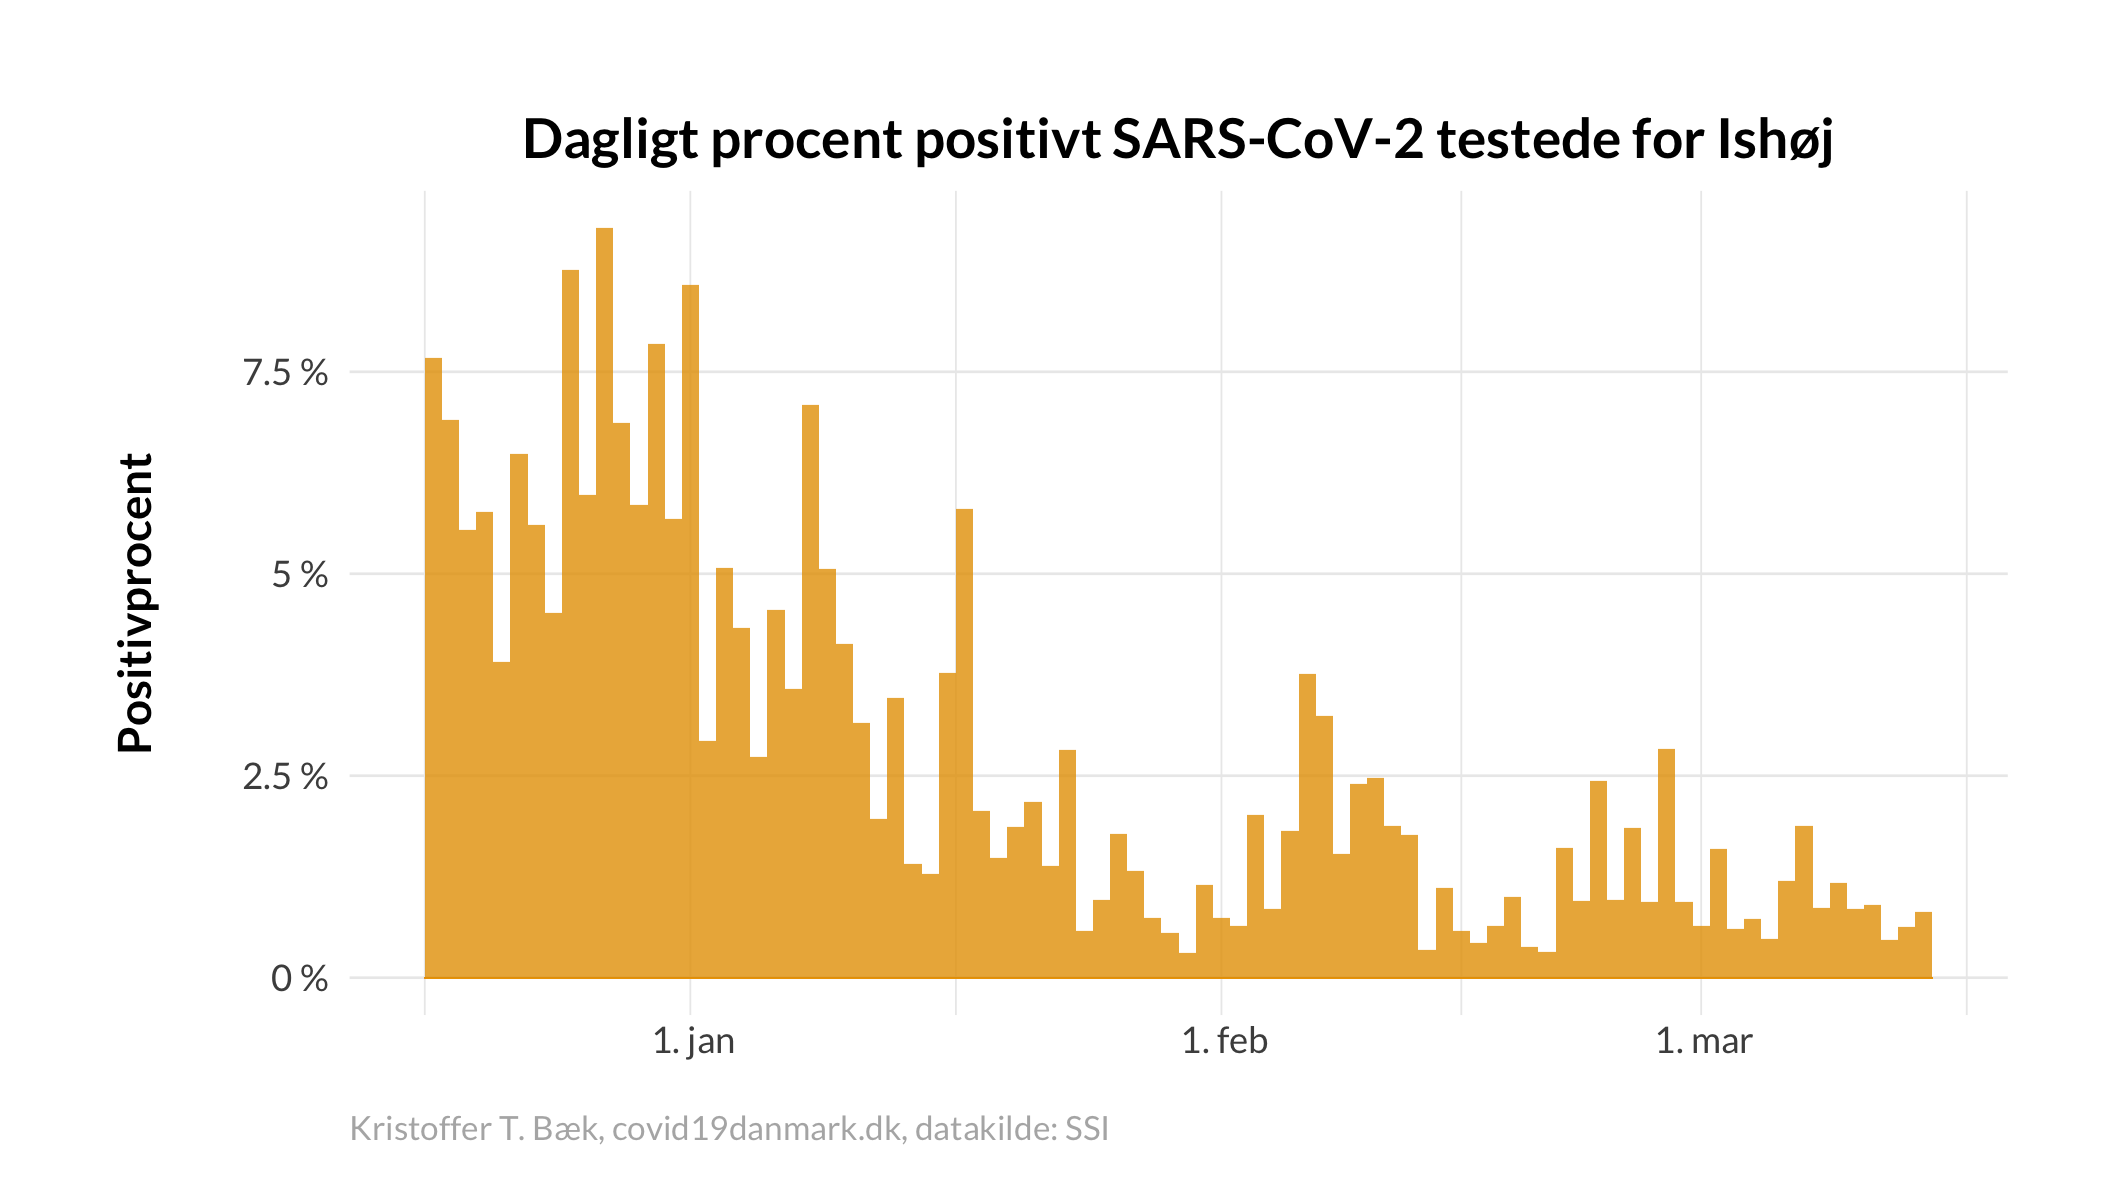 Dagligt procent positivt SARS-CoV-2 testede for Ishøj
Positivprocent
7.5 %
5 %
2.5 %
0 %
1. jan
1. feb
1. mar
Kristoffer T. Bæk, covid19danmark.dk, datakilde: SSI